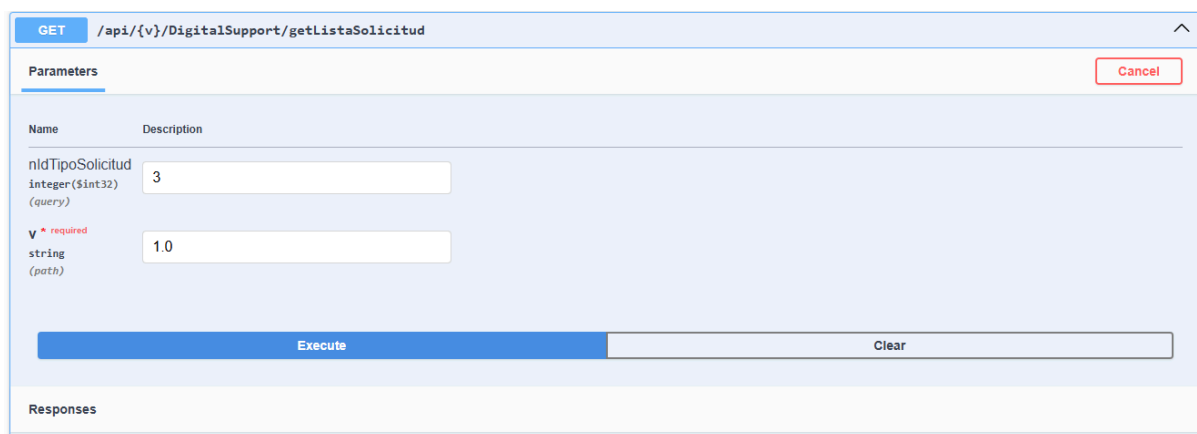 GET /api/{v}/DigitalSupport/getListaSolicitud
Parameters Cancel
Name Description
nIdTipoSolicitud
integer($int32) 3
(query)
v * required
string 1.0
(path)
Execute Clear
Responses